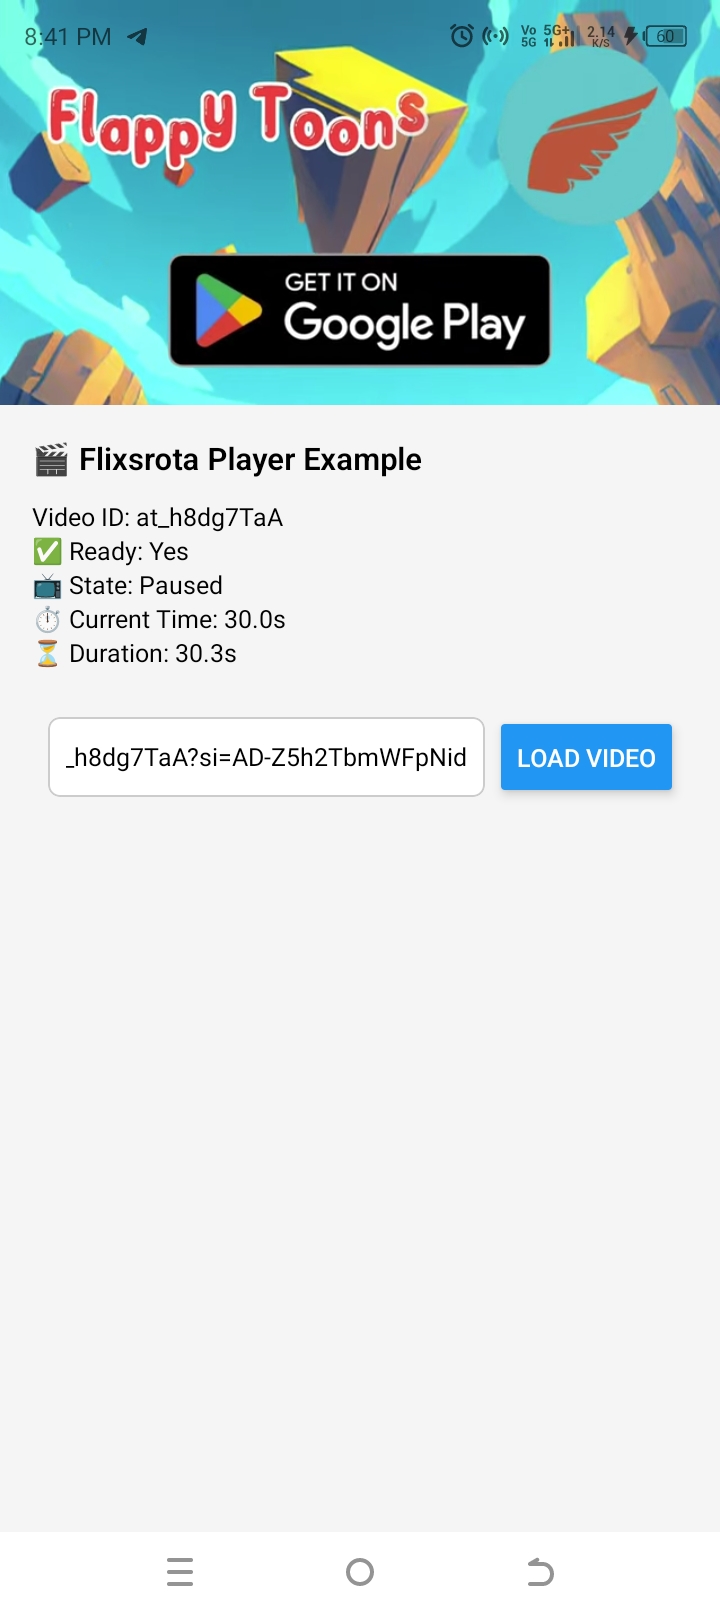 8:41 PM Vo 5G 5G+ 2.14 K/S 60
Flappy Toons
GET IT ON
Google Play
🎬 Flixsrota Player Example
Video ID: at_h8dg7TaA
✅ Ready: Yes
📺 State: Paused
⏱️ Current Time: 30.0s
⏳ Duration: 30.3s
_h8dg7TaA?si=AD-Z5h2TbmWFpNid
LOAD VIDEO